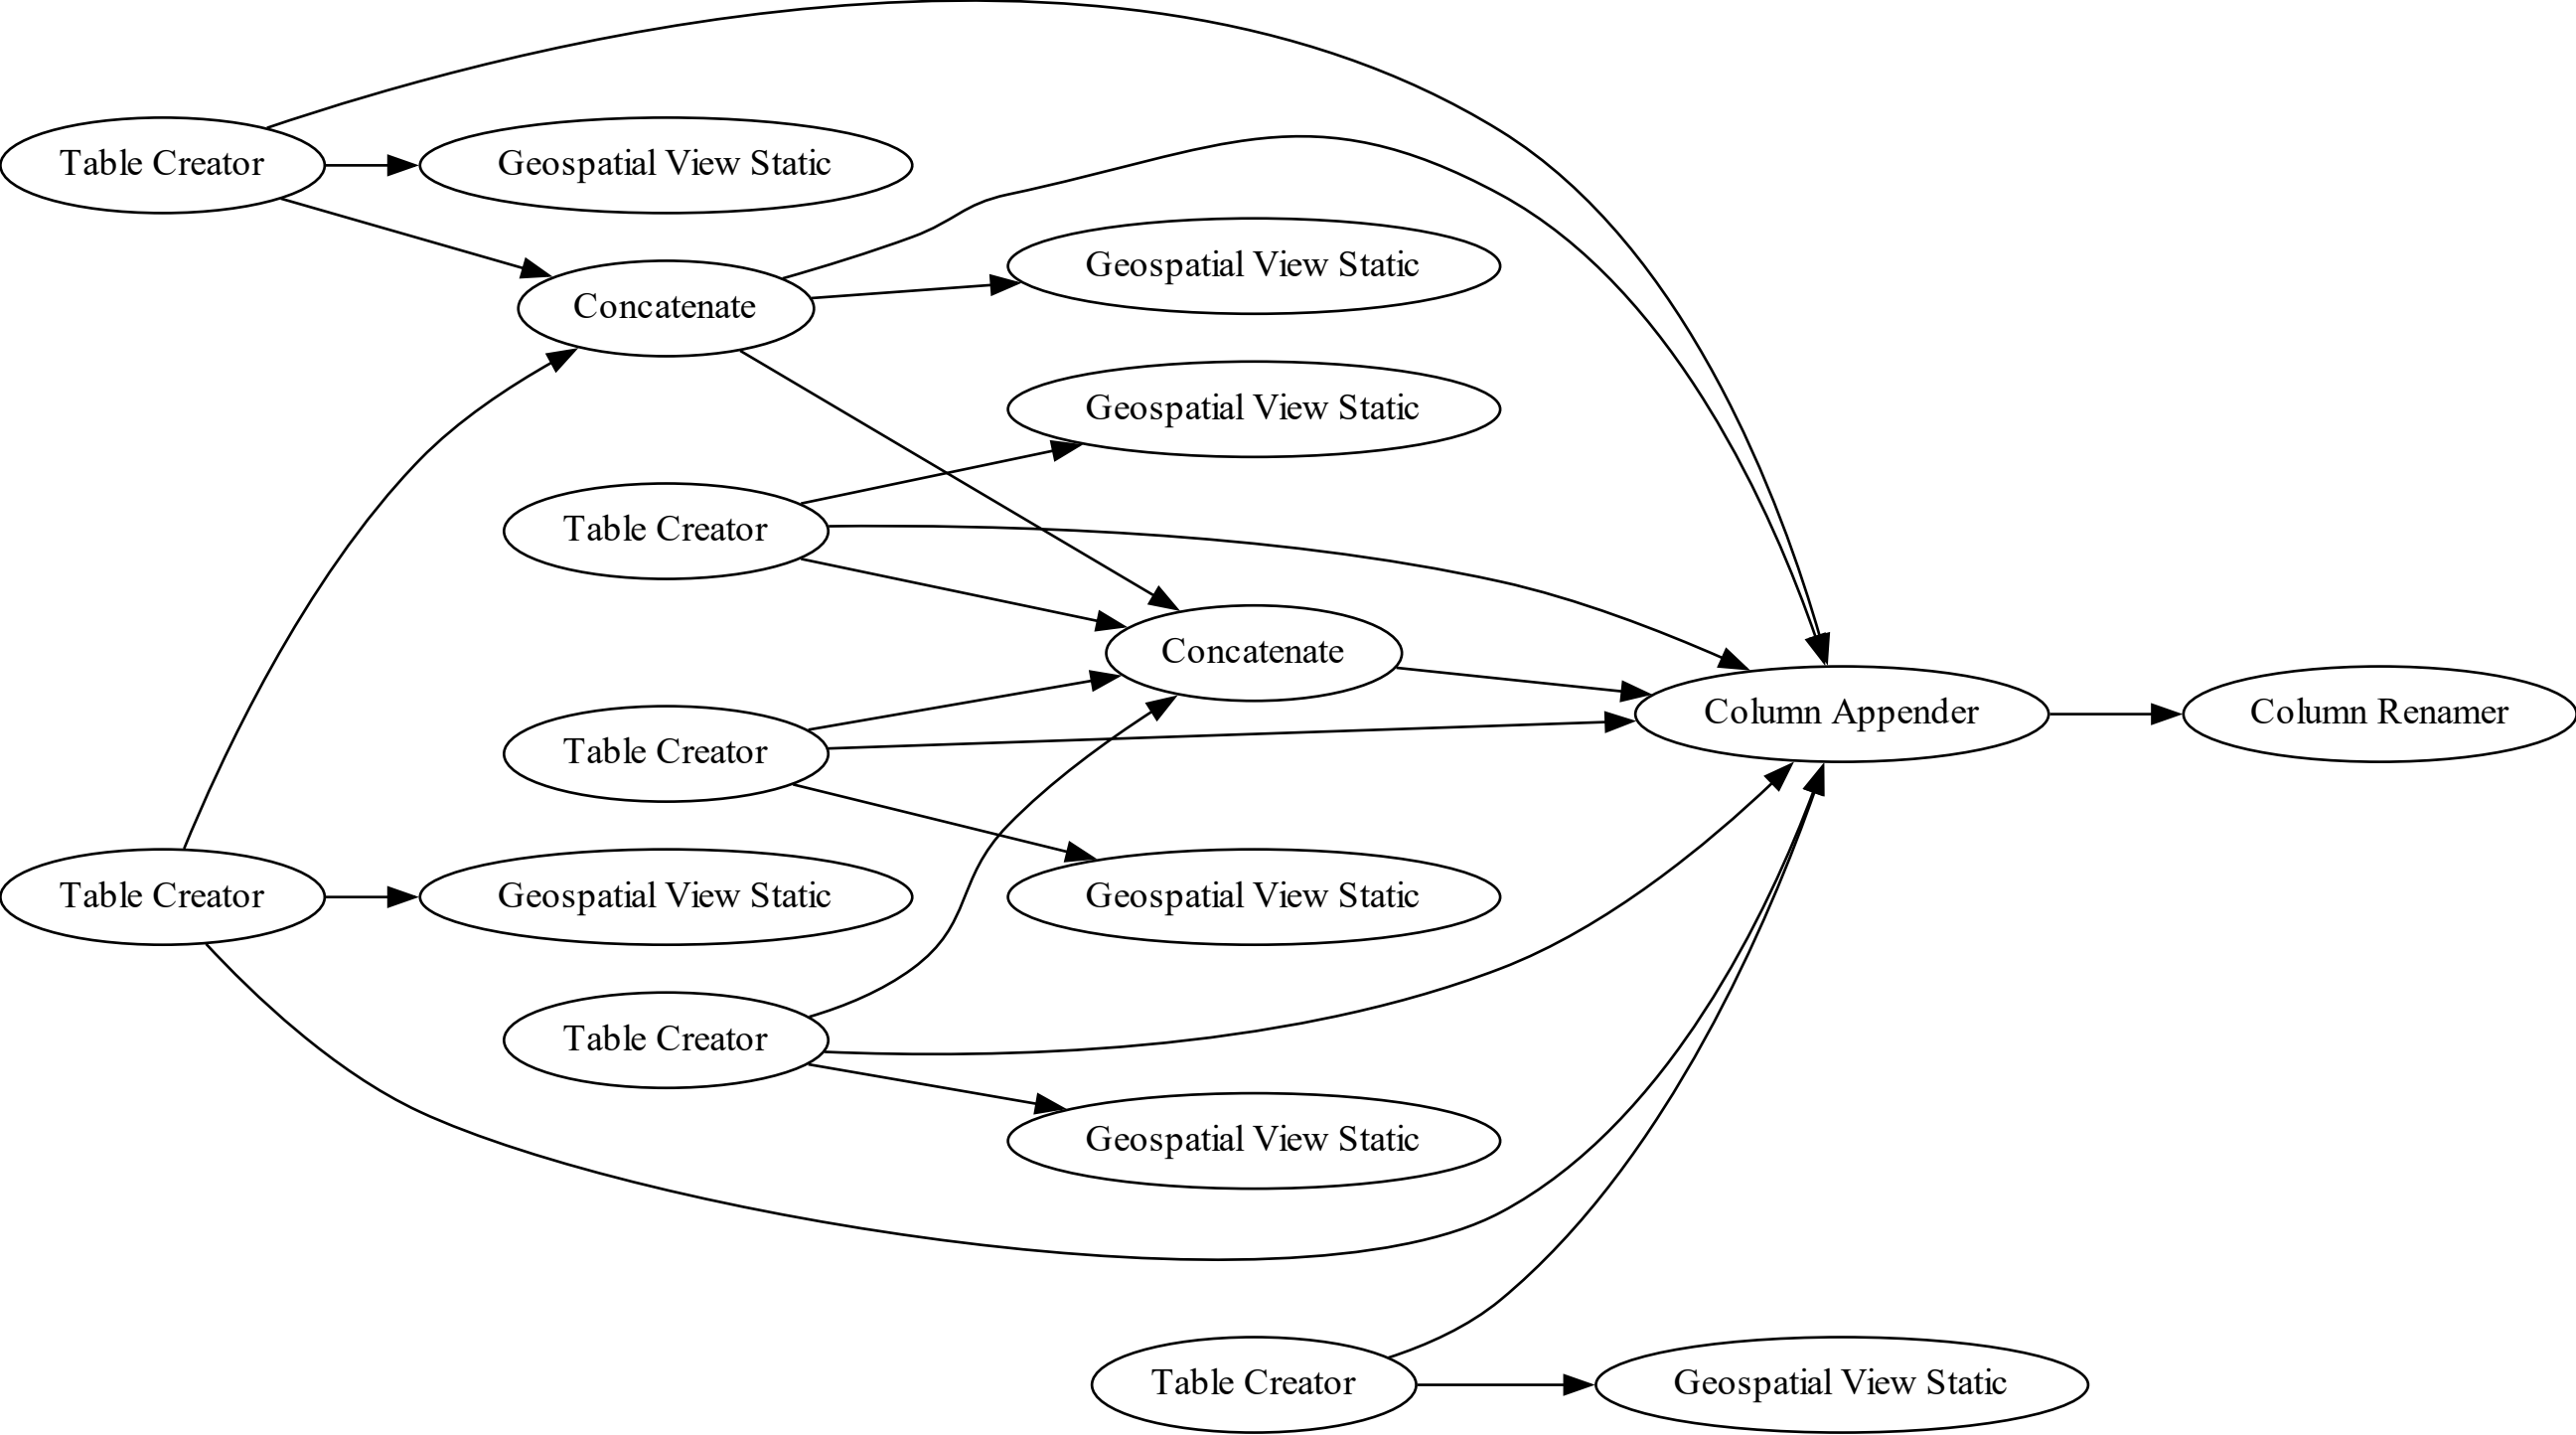 Table Creator
Geospatial View Static
Geospatial View Static
Concatenate
Geospatial View Static
Table Creator
Concatenate
Column Appender
Column Renamer
Table Creator
Table Creator
Geospatial View Static
Geospatial View Static
Table Creator
Geospatial View Static
Table Creator
Geospatial View Static